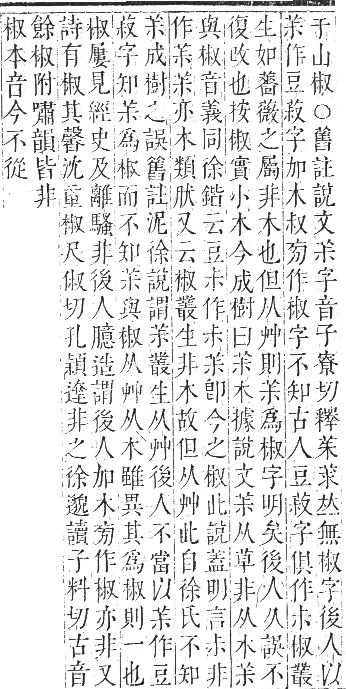 于山椒○舊註說文茮字音子寮切釋茱茮苁無椒字後人以
茮作豆菽字加木叔旁作椒字不知古人豆菽字俱作尗椒叢
生如薔薇之屬非木也但从艸則茮爲椒字明矣後人久誤不
復改也按椒實小木今成樹曰茮木據說文茮从草非从木茮
與椒音義同徐鍇云豆尗作尗茮卽今之椒此說蓋明言尗非
作茮茮亦木類肰又云椒叢生非木故但从艸此自徐氏不知
茮成樹之誤舊註泥徐說謂茮叢生从艸後人不當以茮作豆
菽字知茮爲椒而不知茮與椒从艸从木雖異其爲椒則一也
椒屢見經史及離騷非後人臆造謂後人加木旁作椒亦非又
詩有椒其馨沈重椒尺俶切孔穎達非之徐邈讀子料切古音
餘椒附嘯韻皆非
椒本音今不從